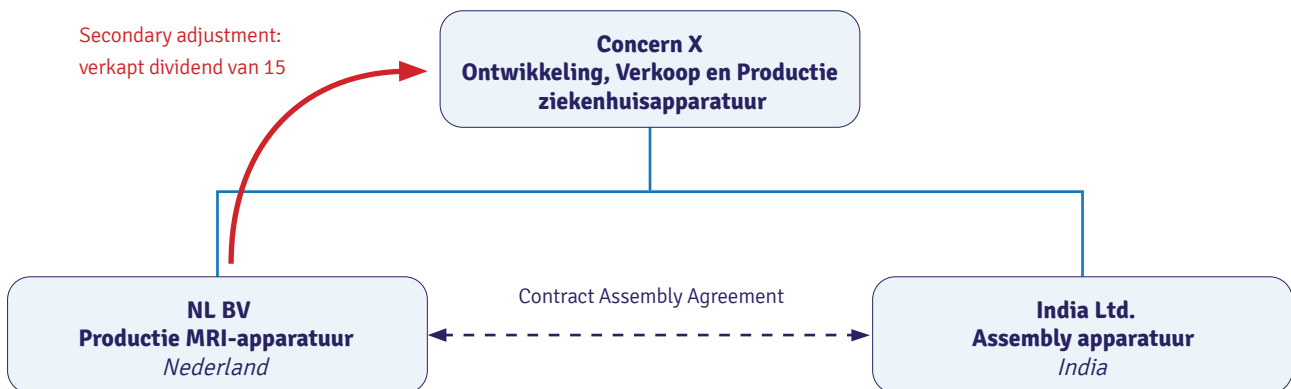 Secondary adjustment:
verkapt dividend van 15
Concern X
Ontwikkeling, Verkoop en Productie
ziekenhuisapparatuur
NL BV
Productie MRI-apparatuur
Nederland
Contract Assembly Agreement
India Ltd.
Assembly apparatuur
India